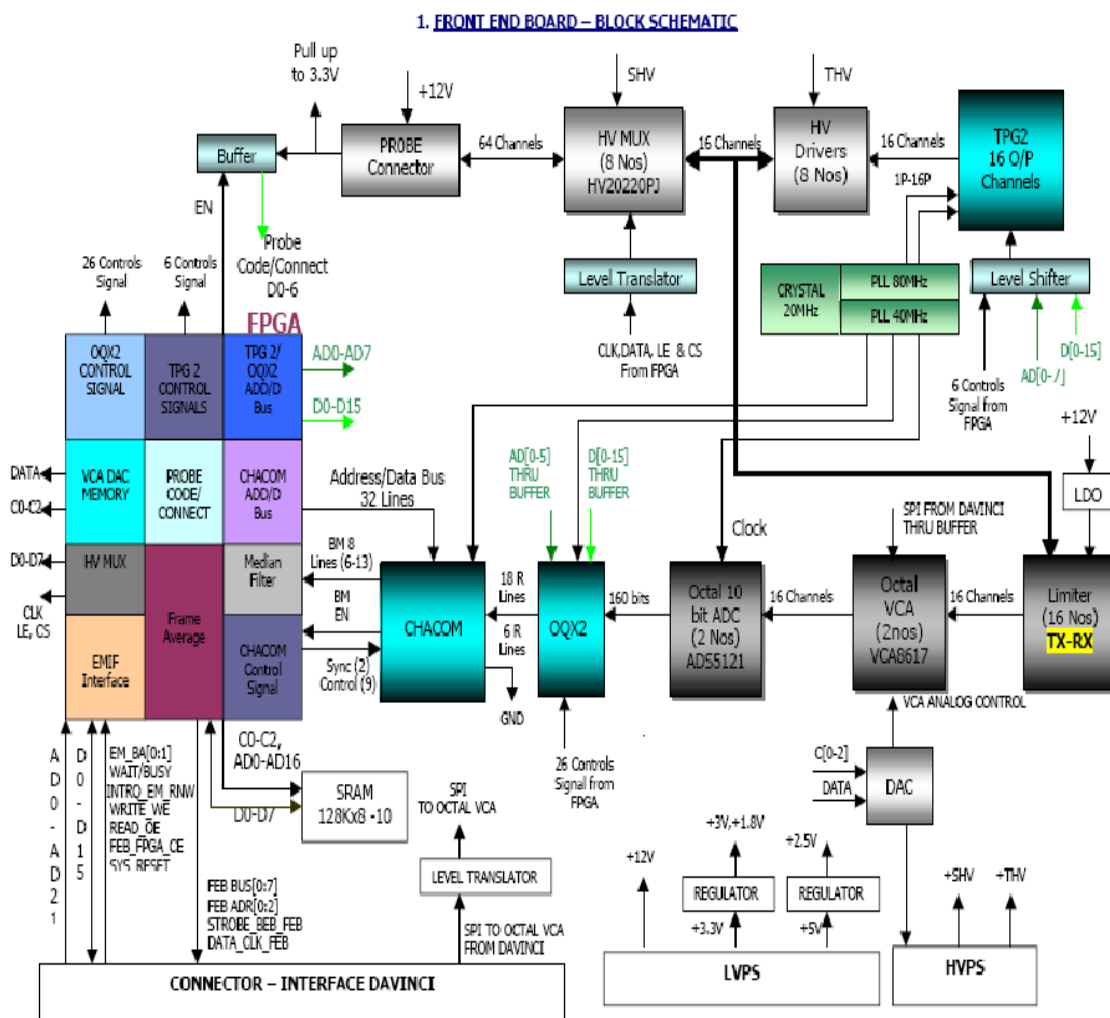 1. FRONT END BOARD – BLOCK SCHEMATIC
Pull up
to 3.3V
+12V
SHV
THV
Buffer
PROBE
Connector
64 Channels
HV MUX
(8 Nos)
HV20220PJ
16 Channels
HV
Drivers
(8 Nos)
16 Channels
TPG2
16 O/P
Channels
1P-16P
EN
Probe
Code/Connect
D0-6
26 Controls
Signal
6 Controls
Signal
Level Translator
CLK,DATA, LE & CS
From FPGA
CRYSTAL
20MHz
PLL 80MHz
PLL 40MHz
Level Shifter
D[0-15]
AD[0-7]
6 Controls
Signal from
FPGA
FPGA
OQX2
CONTROL
SIGNAL
TPG 2
CONTROL
SIGNALS
TPG 2/
OQX2
ADD/D
Bus
AD0-AD7
D0-D15
VCA DAC
MEMORY
PROBE
CODE/
CONNECT
CHACOM
ADD/D
Bus
DATA
C0-C2
D0-D7
CLK
LE, CS
HV MUX
Frame
Average
Median
Filter
EMIF
Interface
CHACOM
Control
Signal
Address/Data Bus
32 Lines
BM 8
Lines (6-13)
BM
EN
Sync (2)
Control (9)
CHACOM
18 R
Lines
6 R
Lines
GND
AD[0-5]
THRU
BUFFER
D[0-15]
THRU
BUFFER
OQX2
26 Controls
Signal from
FPGA
160 bits
Clock
Octal 10
bit ADC
(2 Nos)
ADS5121
16 Channels
SPI FROM DAVINCI
THRU BUFFER
Octal
VCA
(2nos)
VCA8617
16 Channels
+12V
LDO
Limiter
(16 Nos)
TX-RX
VCA ANALOG CONTROL
C[0-2]
DATA
DAC
C0-C2,
AD0-AD16
D0-D7
SRAM
128Kx8 -10
AD0-AD21
D0-D15
EM_BA[0:1]
WAIT/BUSY
INTRQ_EM_RNW
WRITE_WE
READ_OE
FEB_FPGA_CE
SYS_RESET
FEB BUS[0:7]
FEB ADR[0:2]
STROBE_BEB_FEB
DATA_CLK_FEB
SPI
TO OCTAL VCA
LEVEL TRANSLATOR
SPI TO OCTAL VCA
FROM DAVINCI
+12V
+3V,+1.8V
REGULATOR
+3.3V
+2.5V
REGULATOR
+5V
+SHV
+THV
CONNECTOR – INTERFACE DAVINCI
LVPS
HVPS